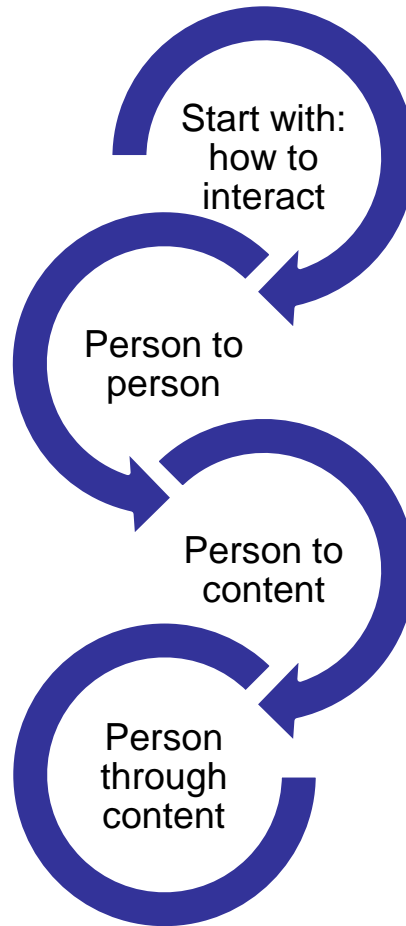 Start with:
how to
interact
Person to
person
Person to
content
Person
through
content